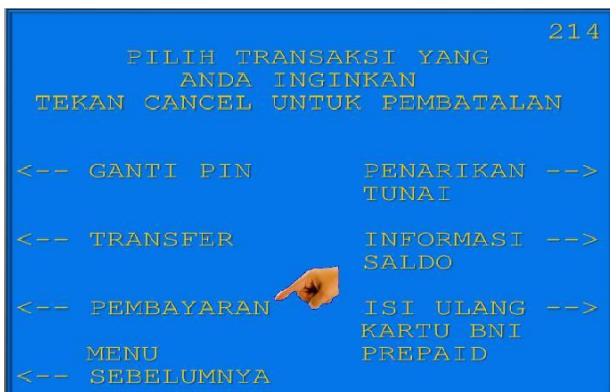 214
PILIH TRANSAKSI YANG
ANDA INGINKAN
TEKAN CANCEL UNTUK PEMBATALAN
<-- GANTI PIN
PENARIKAN -->
TUNAI
<-- TRANSFER
INFORMASI -->
SALDO
<-- PEMBAYARAN
ISI ULANG -->
KARTU BNI
PREPAID
MENU
<-- SEBELUMNYA